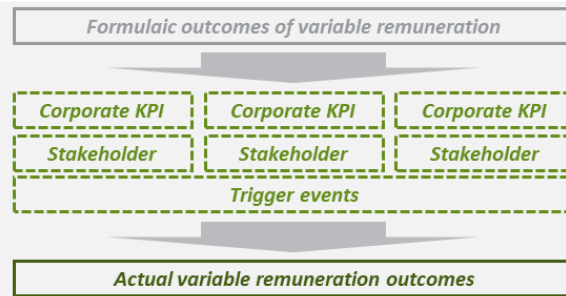 Formulaic outcomes of variable remuneration
Corporate KPI Corporate KPI Corporate KPI
Stakeholder Stakeholder Stakeholder
Trigger events
Actual variable remuneration outcomes